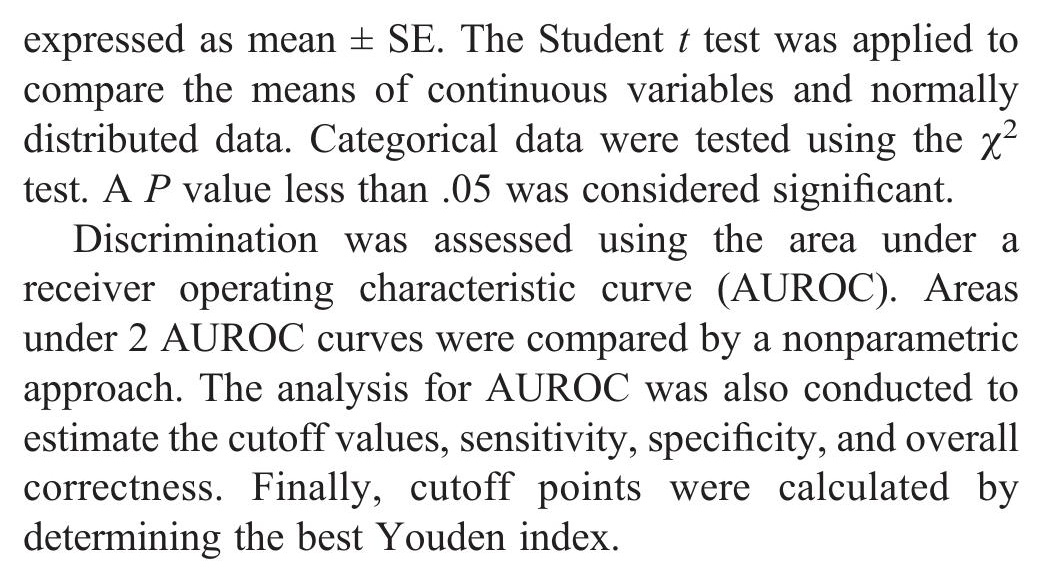 expressed as mean ± SE. The Student t test was applied to
compare the means of continuous variables and normally
distributed data. Categorical data were tested using the χ²
test. A P value less than .05 was considered significant.
Discrimination was assessed using the area under a
receiver operating characteristic curve (AUROC). Areas
under 2 AUROC curves were compared by a nonparametric
approach. The analysis for AUROC was also conducted to
estimate the cutoff values, sensitivity, specificity, and overall
correctness. Finally, cutoff points were calculated by
determining the best Youden index.